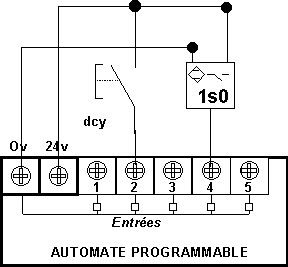 1s0
dcy
0v 24v
1 2 3 4 5
Entrées
AUTOMATE PROGRAMMABLE